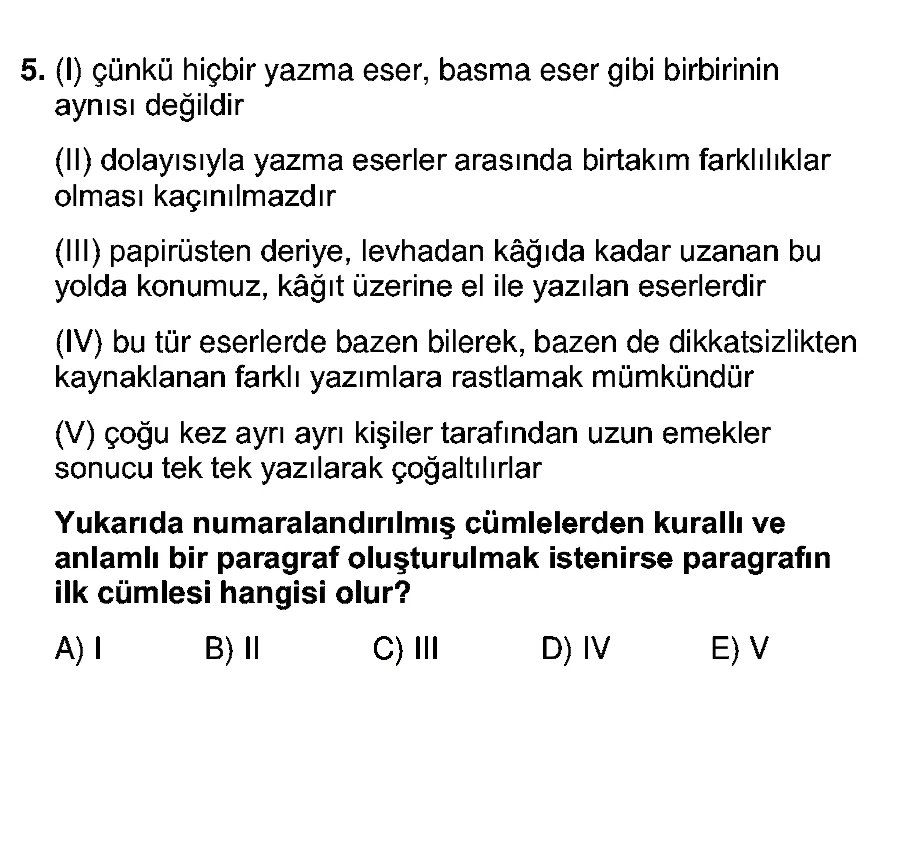 5. (I) çünkü hiçbir yazma eser, basma eser gibi birbirinin
aynısı değildir
(II) dolayısıyla yazma eserler arasında birtakım farklılıklar
olması kaçınılmazdır
(III) papirüsten deriye, levhadan kâğıda kadar uzanan bu
yolda konumuz, kâğıt üzerine el ile yazılan eserlerdir
(IV) bu tür eserlerde bazen bilerek, bazen de dikkatsizlikten
kaynaklanan farklı yazımlara rastlamak mümkündür
(V) çoğu kez ayrı ayrı kişiler tarafından uzun emekler
sonucu tek tek yazılarak çoğaltılırlar
Yukarıda numaralandırılmış cümlelerden kurallı ve
anlamlı bir paragraf oluşturulmak istenirse paragrafın
ilk cümlesi hangisi olur?
A) I B) II C) III D) IV E) V